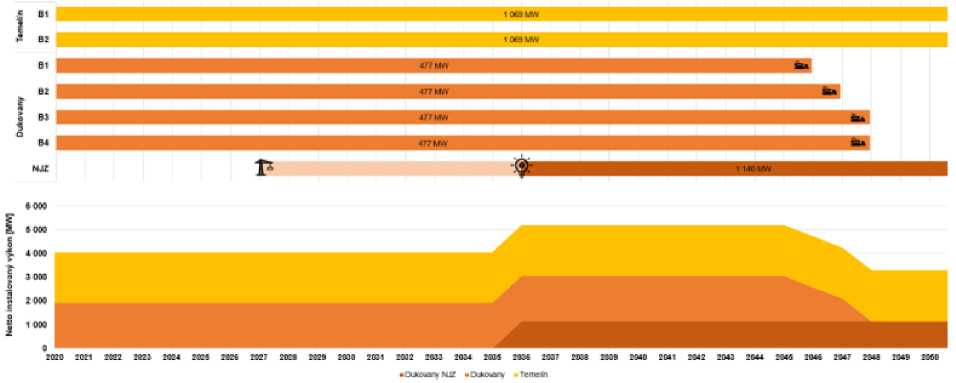 Temelín
B1
1 069 MW
B2
1 069 MW
Dukovany
B1
477 MW
B2
477 MW
B3
477 MW
B4
477 MW
NJZ
1 140 MW
Netto instalovaný výkon [MW]
6 000
5 000
4 000
3 000
2 000
1 000
0
2020 2021 2022 2023 2024 2025 2026 2027 2028 2029 2030 2031 2032 2033 2034 2035 2036 2037 2038 2039 2040 2041 2042 2043 2044 2045 2046 2047 2048 2049 2050
Dukovany NJZ Dukovany Temelín